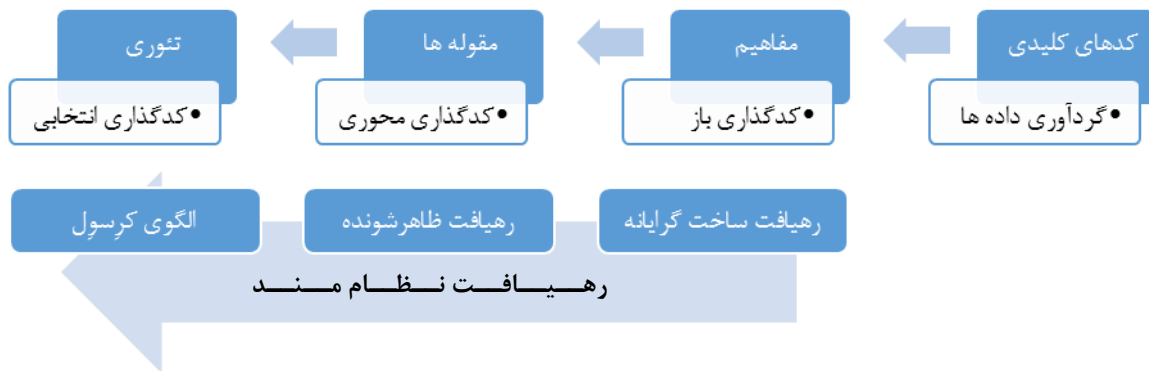 کدهای کلیدی
گردآوری داده ها
مفاهیم
کدگذاری باز
مقوله ها
کدگذاری محوری
تئوری
کدگذاری انتخابی
رهیافت ساخت گرایانه
رهیافت ظاهرشونده
الگوی کرِسوِل
رهـــیـــافـــت نـــظـــام مـــنـــد